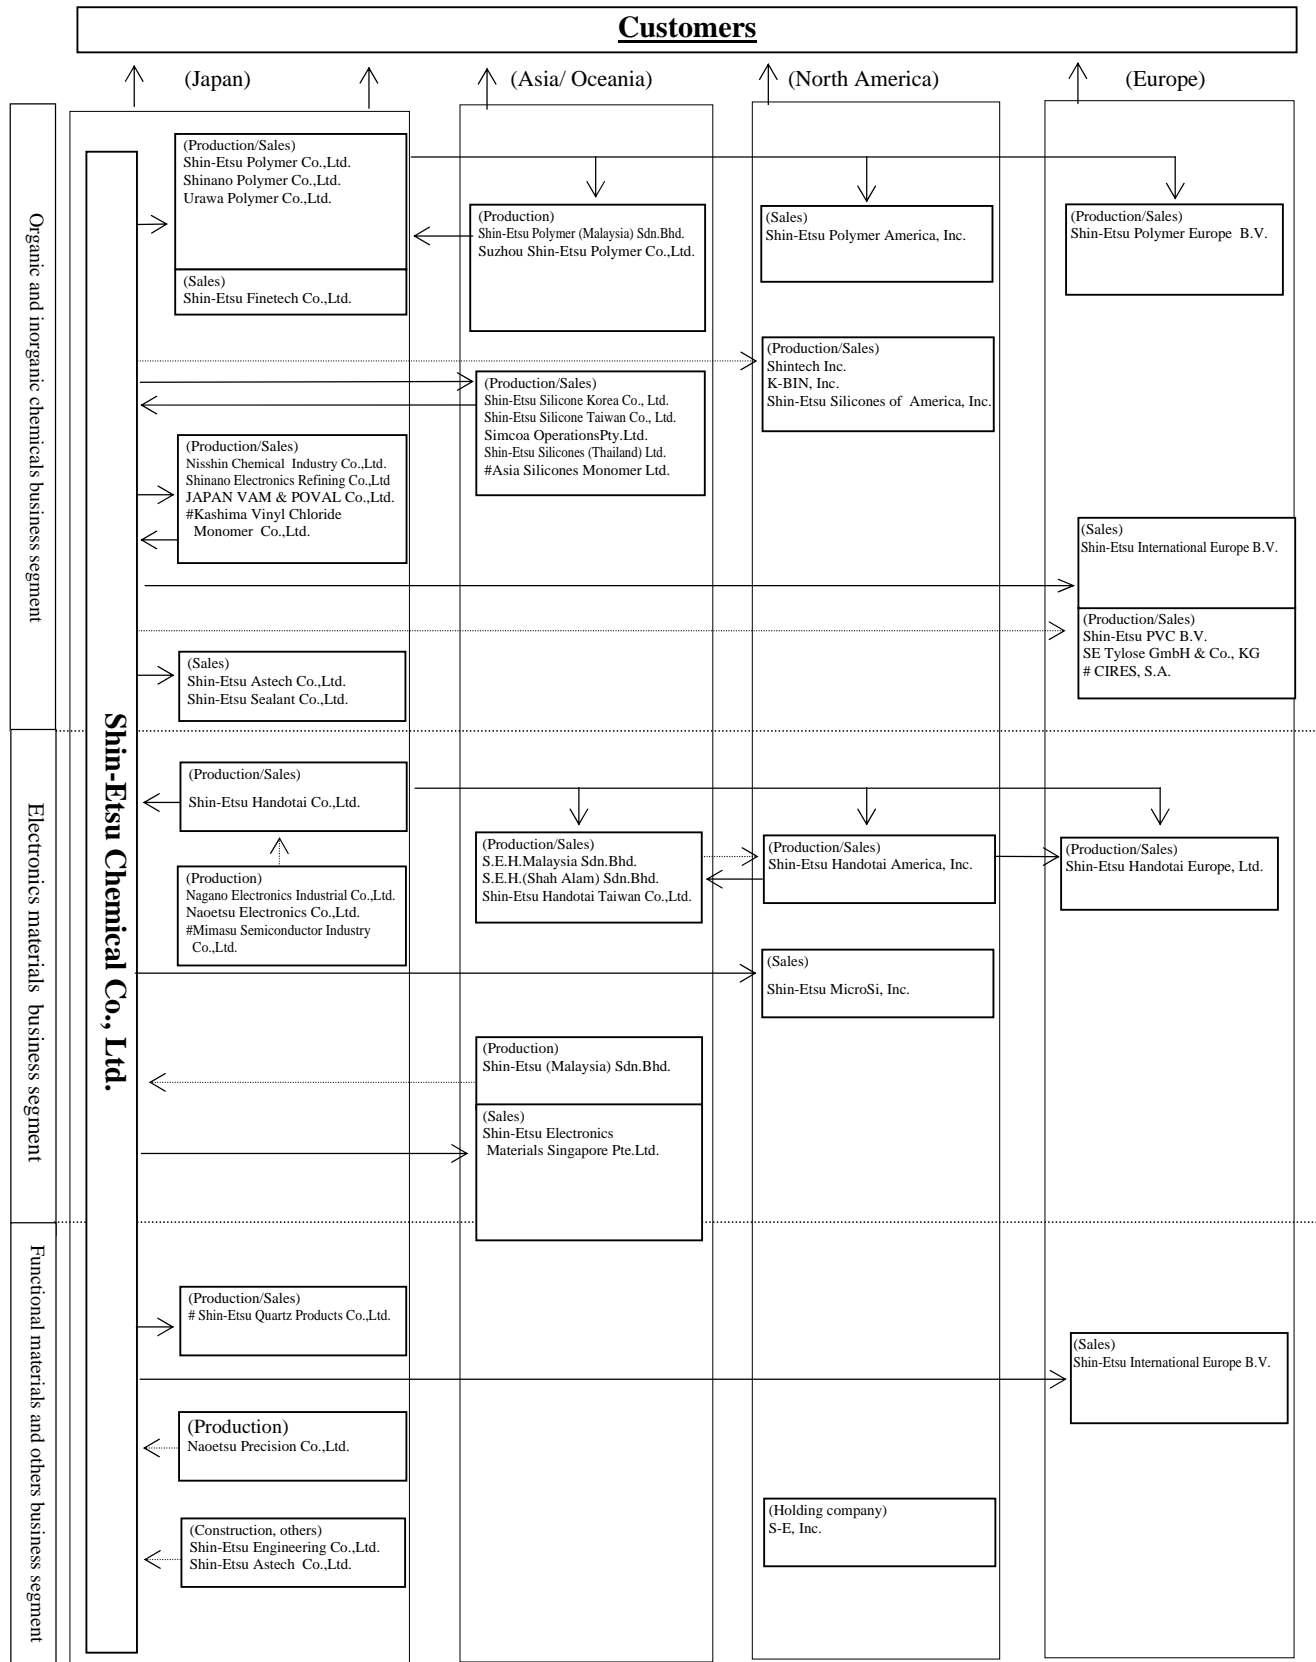 Customers
(Japan)
(Asia/ Oceania)
(North America)
(Europe)
Organic and inorganic chemicals business segment
Electronics materials business segment
Functional materials and others business segment
Shin-Etsu Chemical Co., Ltd.
(Production/Sales)
Shin-Etsu Polymer Co.,Ltd.
Shinano Polymer Co.,Ltd.
Urawa Polymer Co.,Ltd.
(Sales)
Shin-Etsu Finetech Co.,Ltd.
(Production)
Shin-Etsu Polymer (Malaysia) Sdn.Bhd.
Suzhou Shin-Etsu Polymer Co.,Ltd.
(Sales)
Shin-Etsu Polymer America, Inc.
(Production/Sales)
Shin-Etsu Polymer Europe B.V.
(Production/Sales)
Shintech Inc.
K-BIN, Inc.
Shin-Etsu Silicones of America, Inc.
(Production/Sales)
Shin-Etsu Silicone Korea Co., Ltd.
Shin-Etsu Silicone Taiwan Co., Ltd.
Simcoa OperationsPty.Ltd.
Shin-Etsu Silicones (Thailand) Ltd.
#Asia Silicones Monomer Ltd.
(Production/Sales)
Nisshin Chemical Industry Co.,Ltd.
Shinano Electronics Refining Co.,Ltd
JAPAN VAM & POVAL Co.,Ltd.
#Kashima Vinyl Chloride
Monomer Co.,Ltd.
(Sales)
Shin-Etsu International Europe B.V.
(Production/Sales)
Shin-Etsu PVC B.V.
SE Tylose GmbH & Co., KG
# CIRES, S.A.
(Sales)
Shin-Etsu Astech Co.,Ltd.
Shin-Etsu Sealant Co.,Ltd.
(Production/Sales)
Shin-Etsu Handotai Co.,Ltd.
(Production)
Nagano Electronics Industrial Co.,Ltd.
Naoetsu Electronics Co.,Ltd.
#Mimasu Semiconductor Industry
Co.,Ltd.
(Production/Sales)
S.E.H.Malaysia Sdn.Bhd.
S.E.H.(Shah Alam) Sdn.Bhd.
Shin-Etsu Handotai Taiwan Co.,Ltd.
(Production/Sales)
Shin-Etsu Handotai America, Inc.
(Production/Sales)
Shin-Etsu Handotai Europe, Ltd.
(Sales)
Shin-Etsu MicroSi, Inc.
(Production)
Shin-Etsu (Malaysia) Sdn.Bhd.
(Sales)
Shin-Etsu Electronics
Materials Singapore Pte.Ltd.
(Production/Sales)
# Shin-Etsu Quartz Products Co.,Ltd.
(Sales)
Shin-Etsu International Europe B.V.
(Production)
Naoetsu Precision Co.,Ltd.
(Holding company)
S-E, Inc.
(Construction, others)
Shin-Etsu Engineering Co.,Ltd.
Shin-Etsu Astech Co.,Ltd.